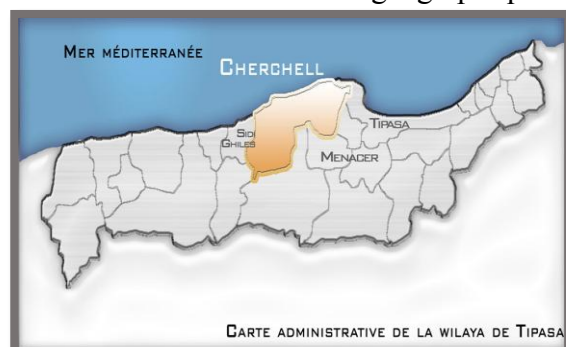 MER MÉDITERRANÉE
CHERCHELL
SIDI
GHILES
TIPASA
MENACER
CARTE ADMINISTRATIVE DE LA WILAYA DE TIPASA